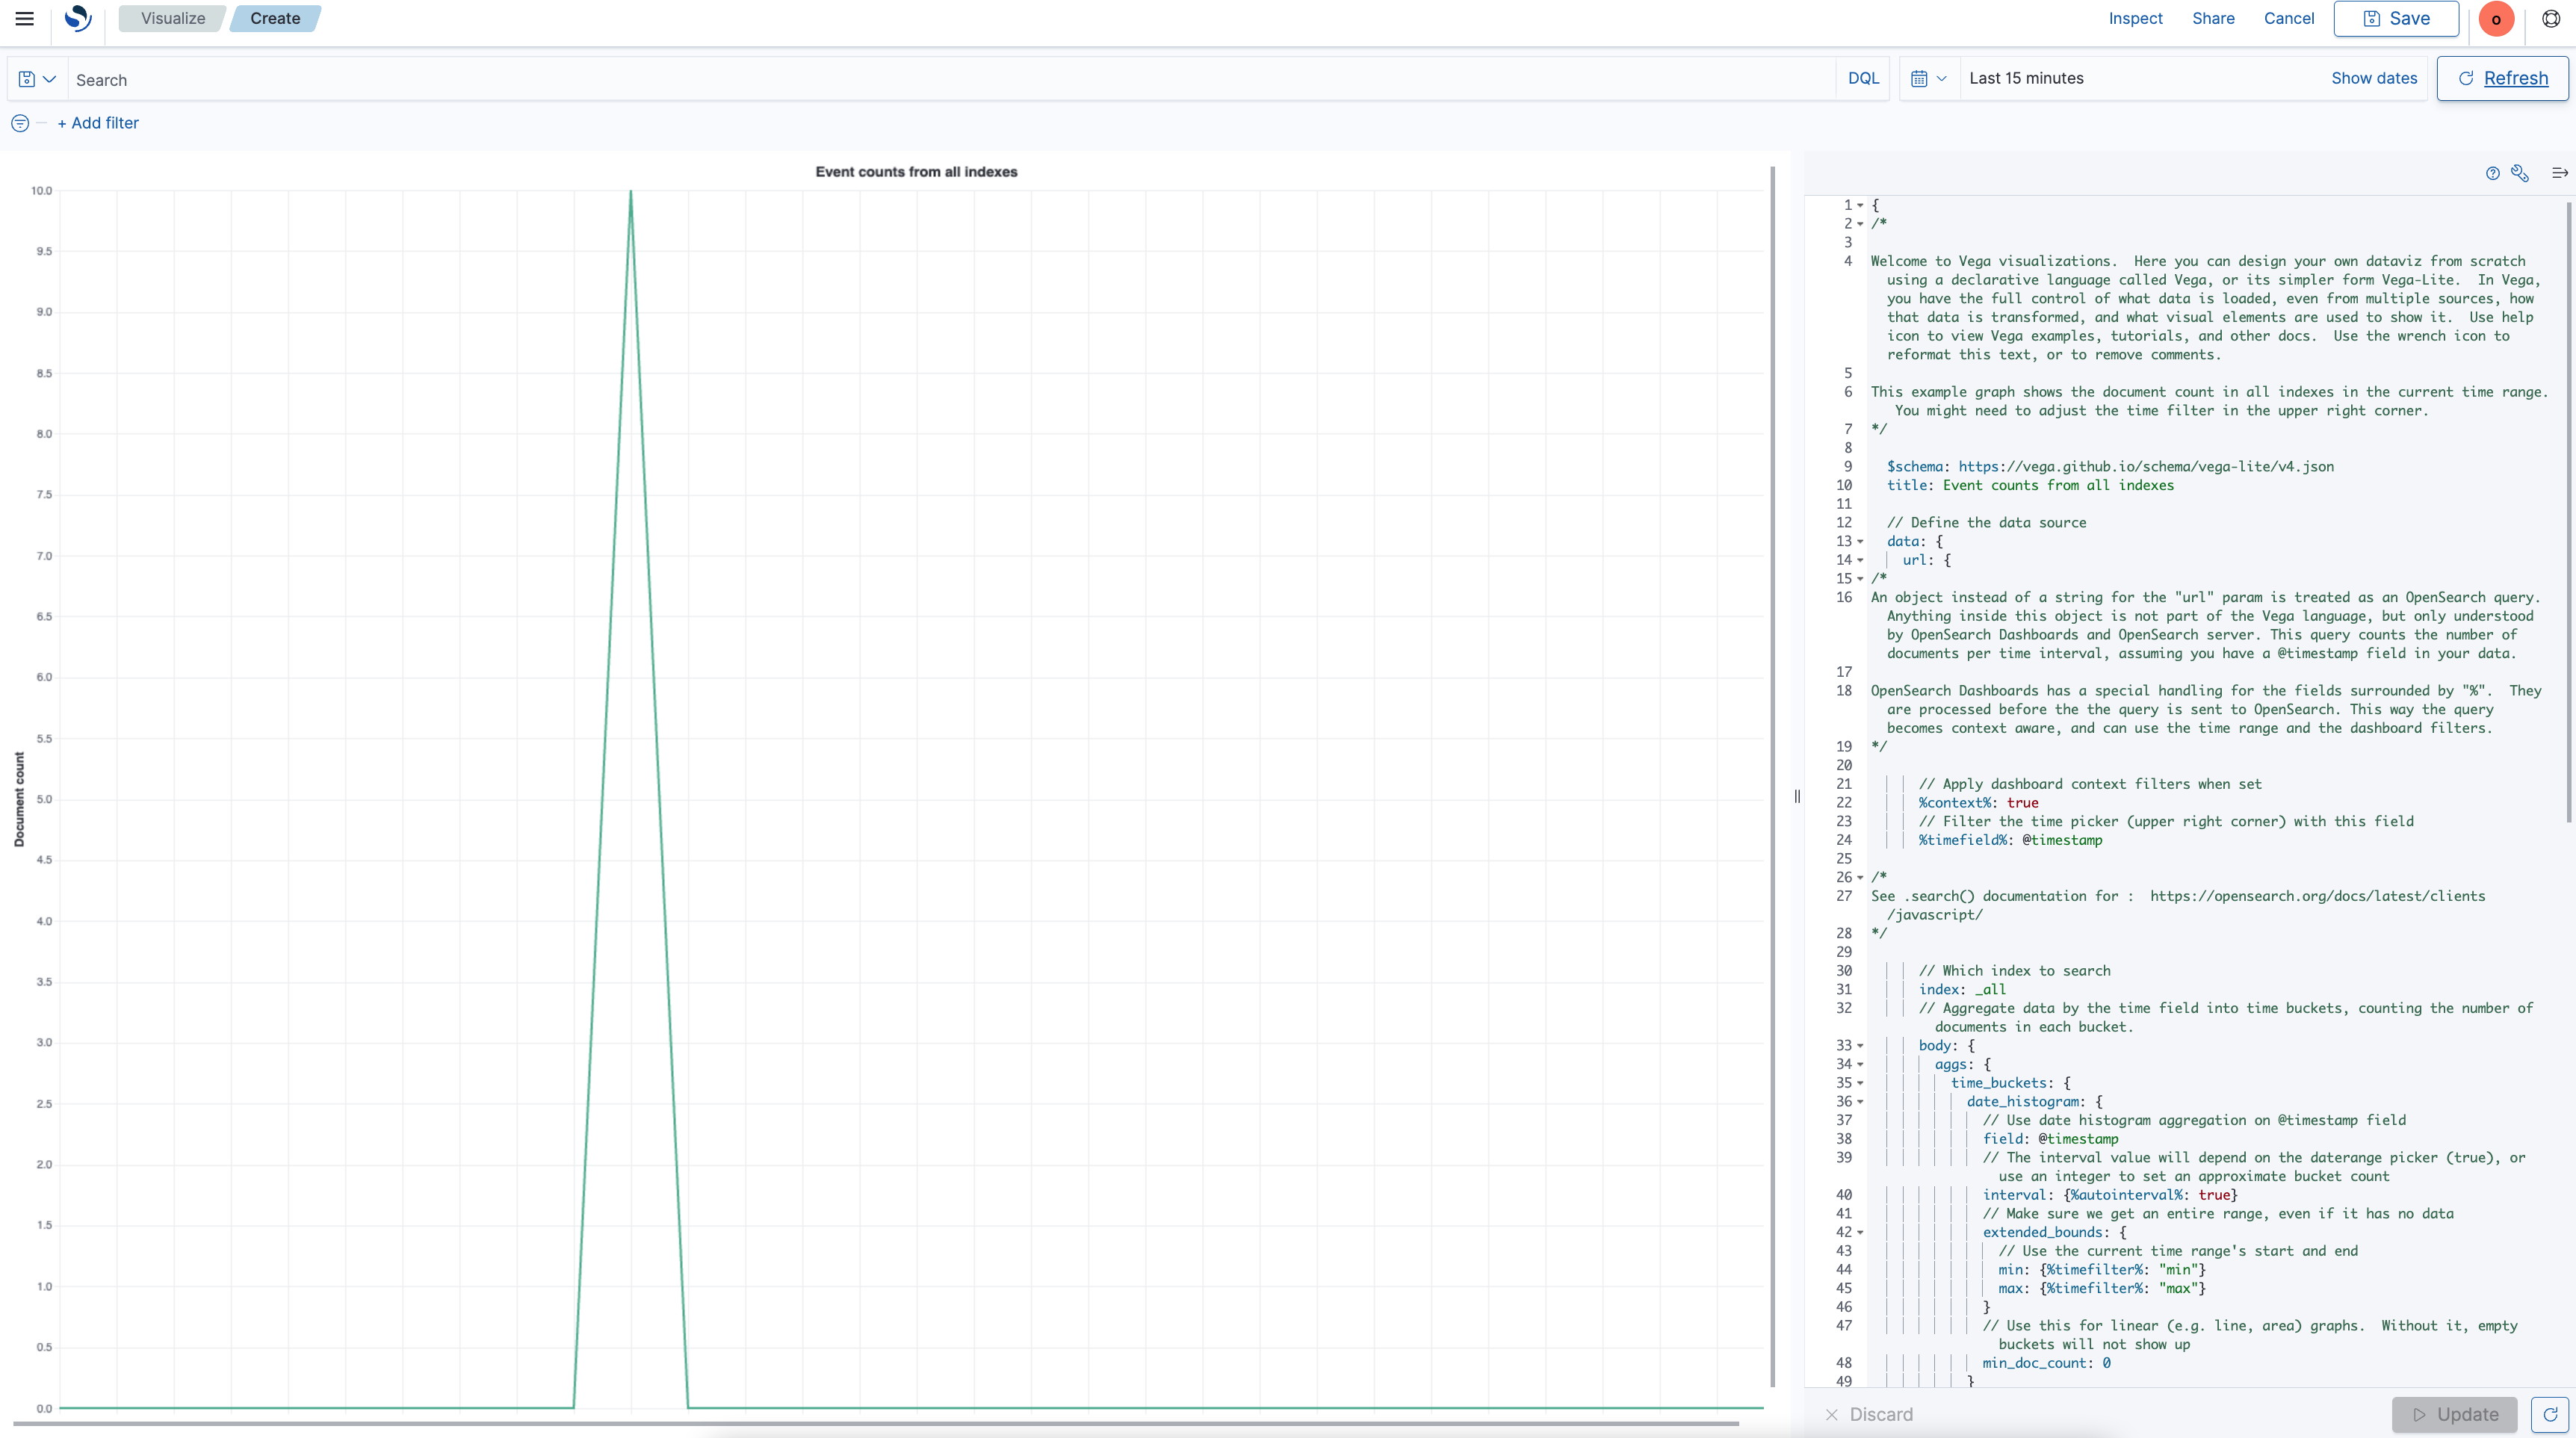 Visualize
Create
Inspect
Share
Cancel
Save
o
Search
DQL
Last 15 minutes
Show dates
Refresh
+ Add filter
Event counts from all indexes
Document count
10.0
9.5
9.0
8.5
8.0
7.5
7.0
6.5
6.0
5.5
5.0
4.5
4.0
3.5
3.0
2.5
2.0
1.5
1.0
0.5
0.0
1 {
2 /*
3
4 Welcome to Vega visualizations.  Here you can design your own dataviz from scratch
using a declarative language called Vega, or its simpler form Vega-Lite.  In Vega,
you have the full control of what data is loaded, even from multiple sources, how
that data is transformed, and what visual elements are used to show it.  Use help
icon to view Vega examples, tutorials, and other docs.  Use the wrench icon to
reformat this text, or to remove comments.
5
6 This example graph shows the document count in all indexes in the current time range.
You might need to adjust the time filter in the upper right corner.
7 */
8
9 $schema: https://vega.github.io/schema/vega-lite/v4.json
10 title: Event counts from all indexes
11
12 // Define the data source
13 data: {
14 url: {
15 /*
16 An object instead of a string for the "url" param is treated as an OpenSearch query.
Anything inside this object is not part of the Vega language, but only understood
by OpenSearch Dashboards and OpenSearch server. This query counts the number of
documents per time interval, assuming you have a @timestamp field in your data.
17
18 OpenSearch Dashboards has a special handling for the fields surrounded by "%".  They
are processed before the the query is sent to OpenSearch. This way the query
becomes context aware, and can use the time range and the dashboard filters.
19 */
20
21 // Apply dashboard context filters when set
22 %context%: true
23 // Filter the time picker (upper right corner) with this field
24 %timefield%: @timestamp
25
26 /*
27 See .search() documentation for :  https://opensearch.org/docs/latest/clients
/javascript/
28 */
29
30 // Which index to search
31 index: _all
32 // Aggregate data by the time field into time buckets, counting the number of
documents in each bucket.
33 body: {
34 aggs: {
35 time_buckets: {
36 date_histogram: {
37 // Use date histogram aggregation on @timestamp field
38 field: @timestamp
39 // The interval value will depend on the daterange picker (true), or
use an integer to set an approximate bucket count
40 interval: {%autointerval%: true}
41 // Make sure we get an entire range, even if it has no data
42 extended_bounds: {
43 // Use the current time range's start and end
44 min: {%timefilter%: "min"}
45 max: {%timefilter%: "max"}
46 }
47 // Use this for linear (e.g. line, area) graphs.  Without it, empty
buckets will not show up
48 min_doc_count: 0
49 }
Discard
Update